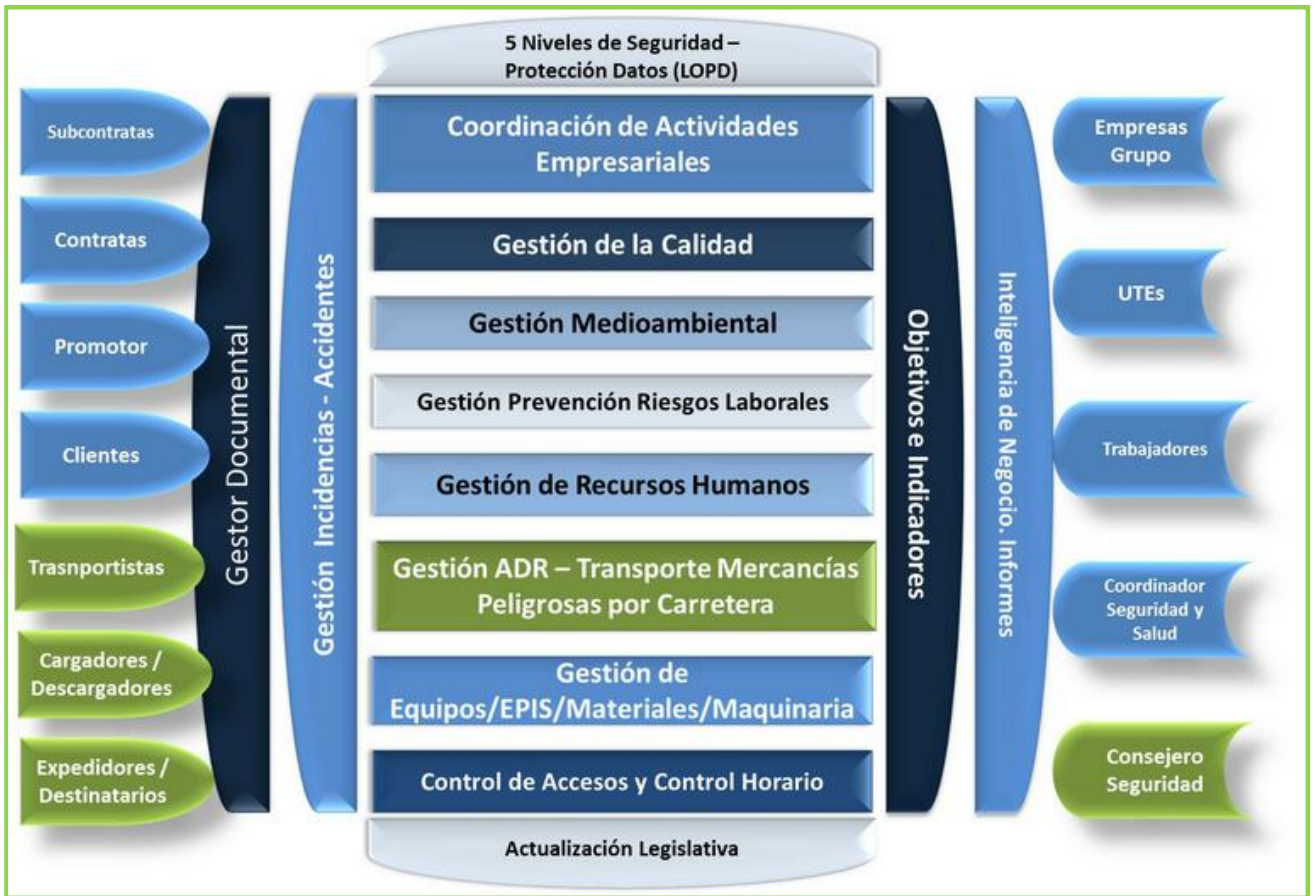 5 Niveles de Seguridad –
Protección Datos (LOPD)
Subcontratas
Contratas
Promotor
Clientes
Trasnportistas
Cargadores /
Descargadores
Expedidores /
Destinatarios
Gestor Documental
Gestión Incidencias - Accidentes
Coordinación de Actividades
Empresariales
Gestión de la Calidad
Gestión Medioambiental
Gestión Prevención Riesgos Laborales
Gestión de Recursos Humanos
Gestión ADR – Transporte Mercancías
Peligrosas por Carretera
Gestión de
Equipos/EPIS/Materiales/Maquinaria
Control de Accesos y Control Horario
Actualización Legislativa
Objetivos e Indicadores
Inteligencia de Negocio. Informes
Empresas
Grupo
UTEs
Trabajadores
Coordinador
Seguridad y
Salud
Consejero
Seguridad